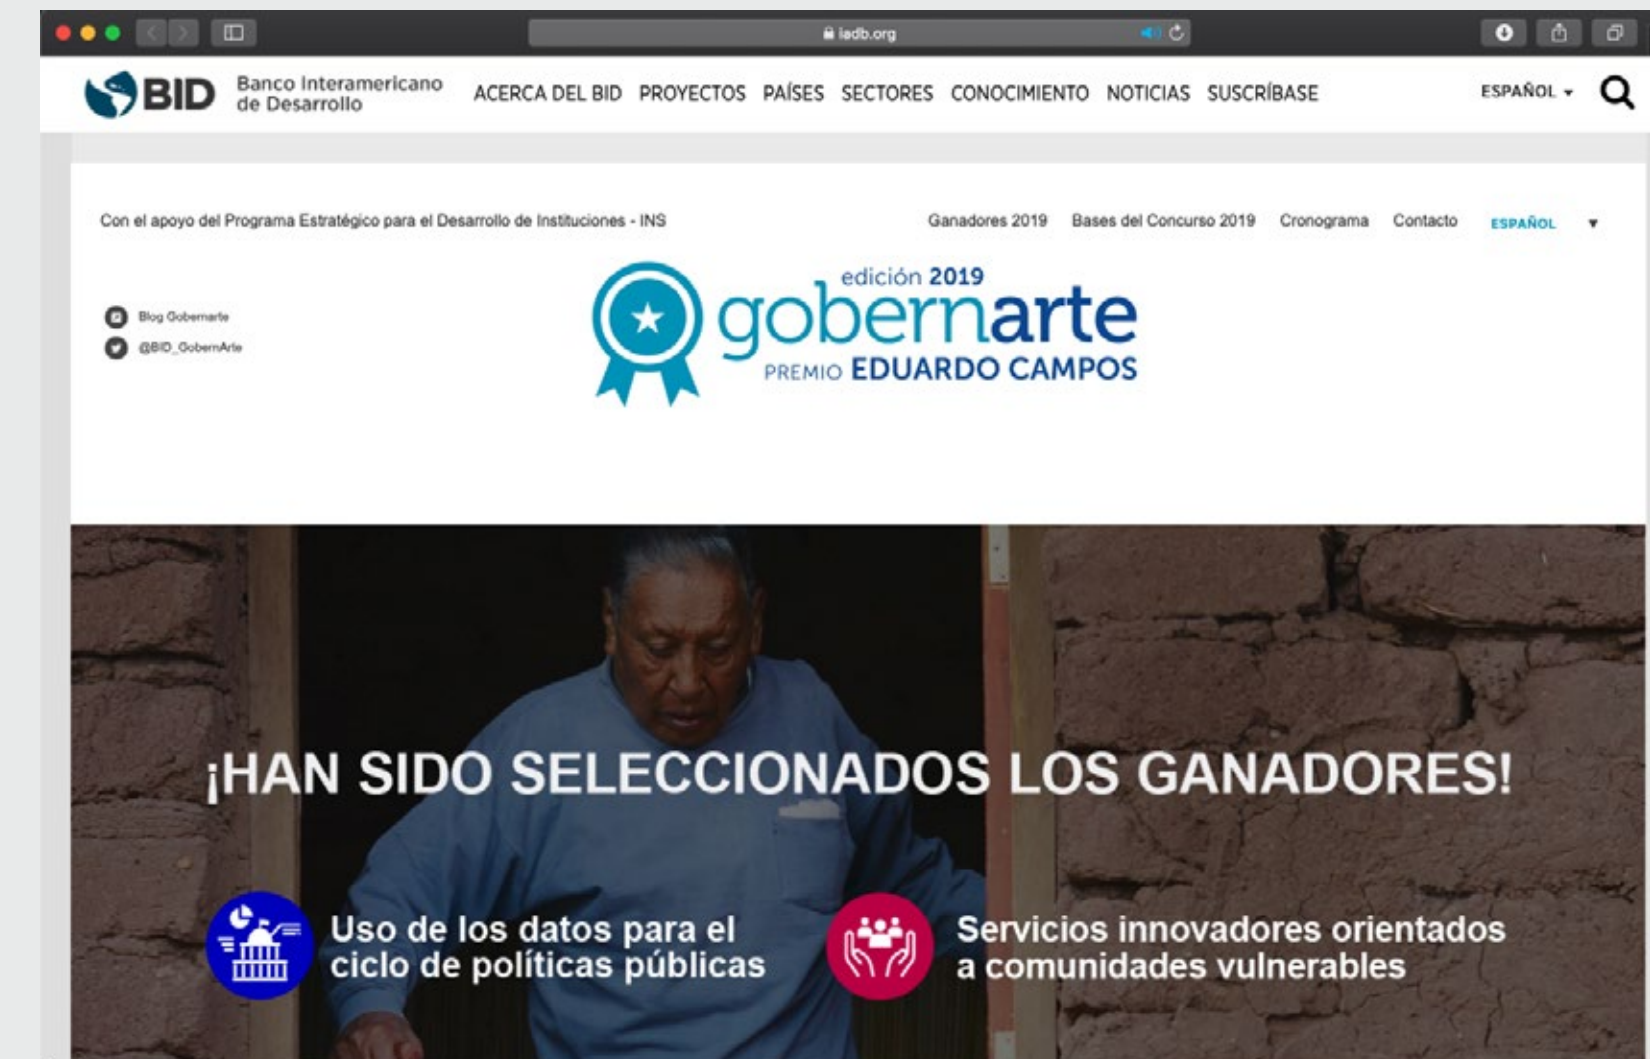 iadb.org
BID
Banco Interamericano
de Desarrollo
ACERCA DEL BID PROYECTOS PAÍSES SECTORES CONOCIMIENTO NOTICIAS SUSCRÍBASE
ESPAÑOL
Con el apoyo del Programa Estratégico para el Desarrollo de Instituciones - INS
Ganadores 2019 Bases del Concurso 2019 Cronograma Contacto ESPAÑOL
Blog Gobernarte
@BID_GobernArte
edición 2019
gobernarte
PREMIO EDUARDO CAMPOS
¡HAN SIDO SELECCIONADOS LOS GANADORES!
Uso de los datos para el
ciclo de políticas públicas
Servicios innovadores orientados
a comunidades vulnerables